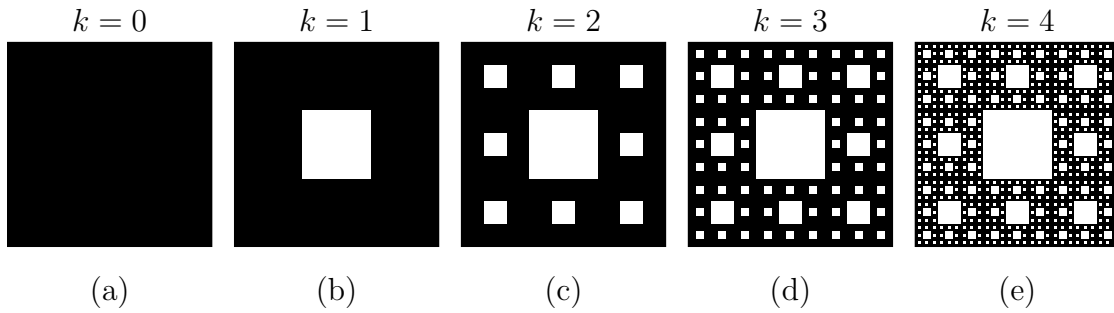 k = 0 k = 1 k = 2 k = 3 k = 4
(a) (b) (c) (d) (e)